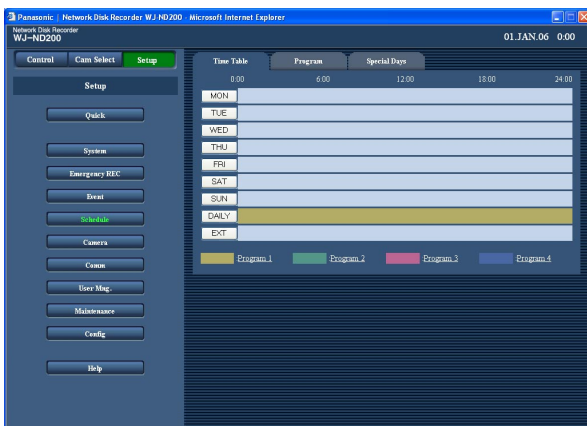 Panasonic | Network Disk Recorder WJ-ND200 - Microsoft Internet Explorer
Network Disk Recorder
WJ-ND200
01.JAN.06 0:00
Control Cam Select Setup
Time Table Program Special Days
Setup
0:00 6:00 12:00 18:00 24:00
MON
Quick
TUE
WED
System
THU
Emergency REC
FRI
Event
SAT
SUN
Schedule
DAILY
EXT
Camera
Program 1 Program 2 Program 3 Program 4
Comm
User Mng.
Maintenance
Config
Help